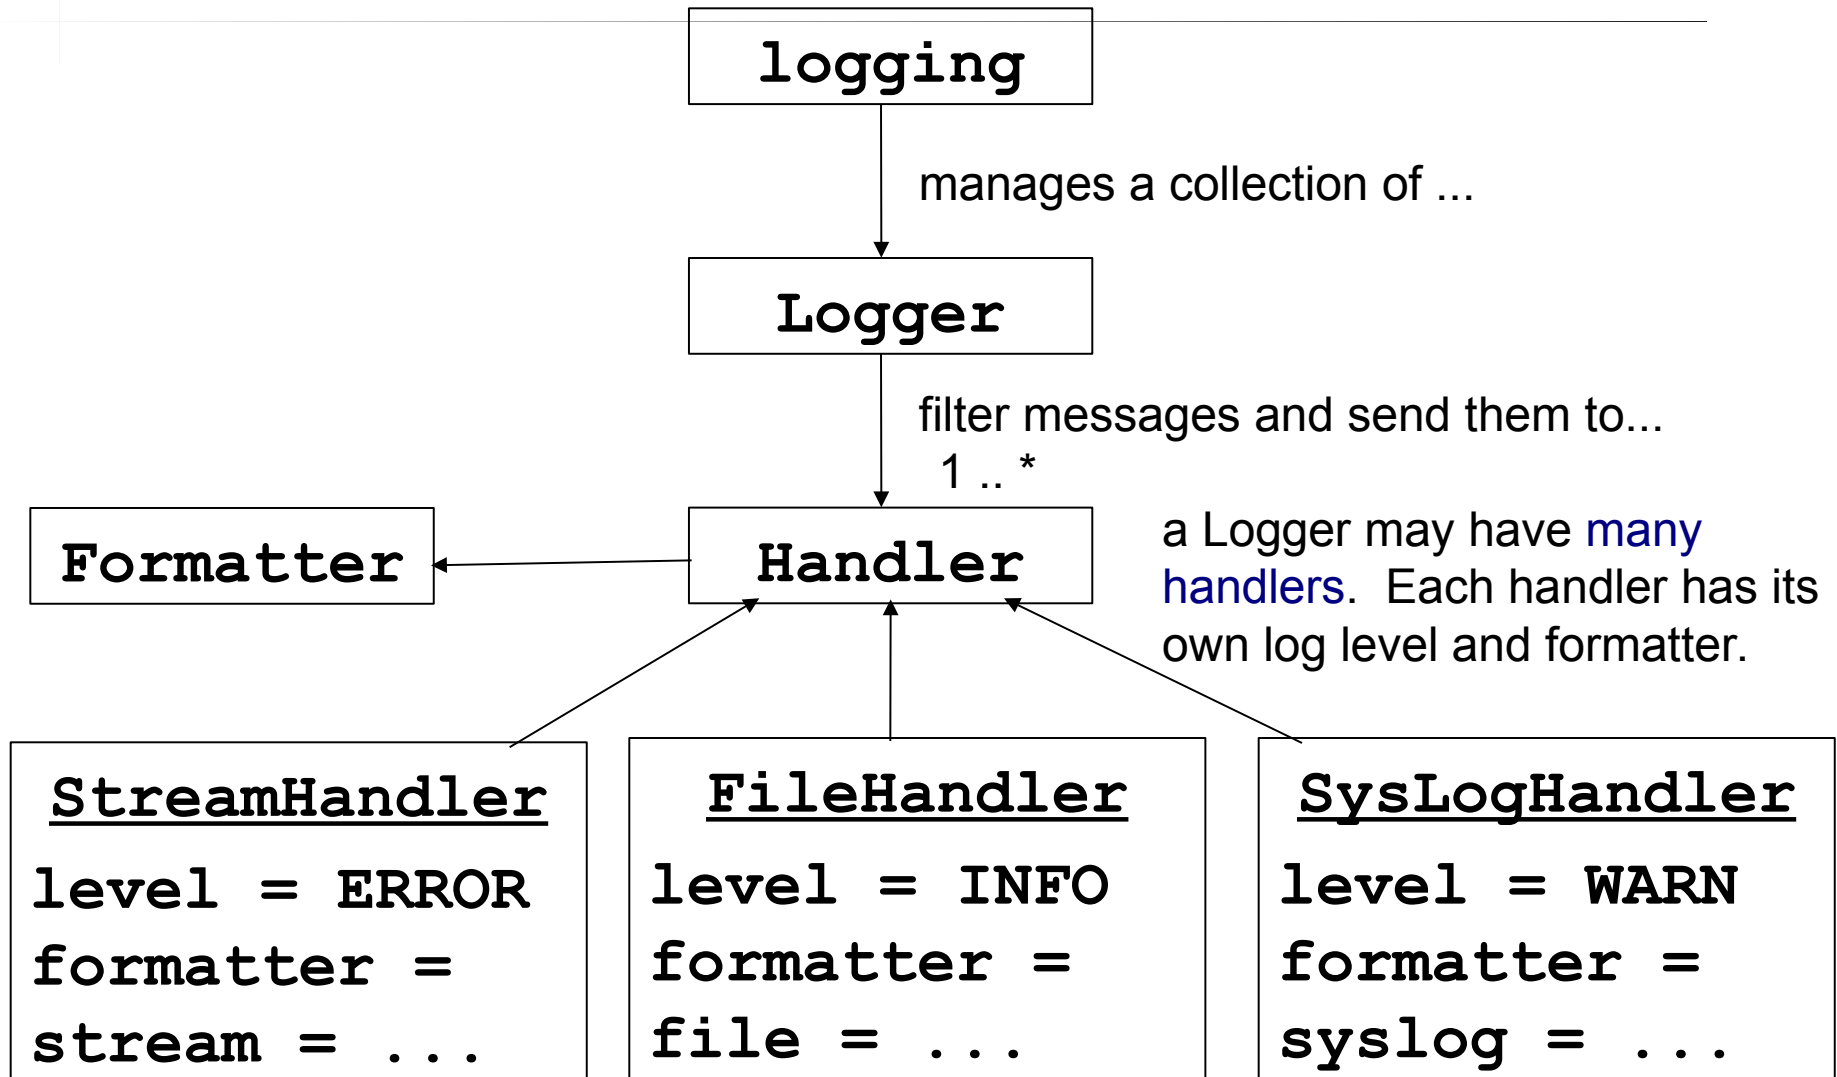 logging
manages a collection of ...
Logger
filter messages and send them to...
1 .. *
Formatter
Handler
a Logger may have many
handlers. Each handler has its
own log level and formatter.
StreamHandler
level = ERROR
formatter =
stream = ...
FileHandler
level = INFO
formatter =
file = ...
SysLogHandler
level = WARN
formatter =
syslog = ...